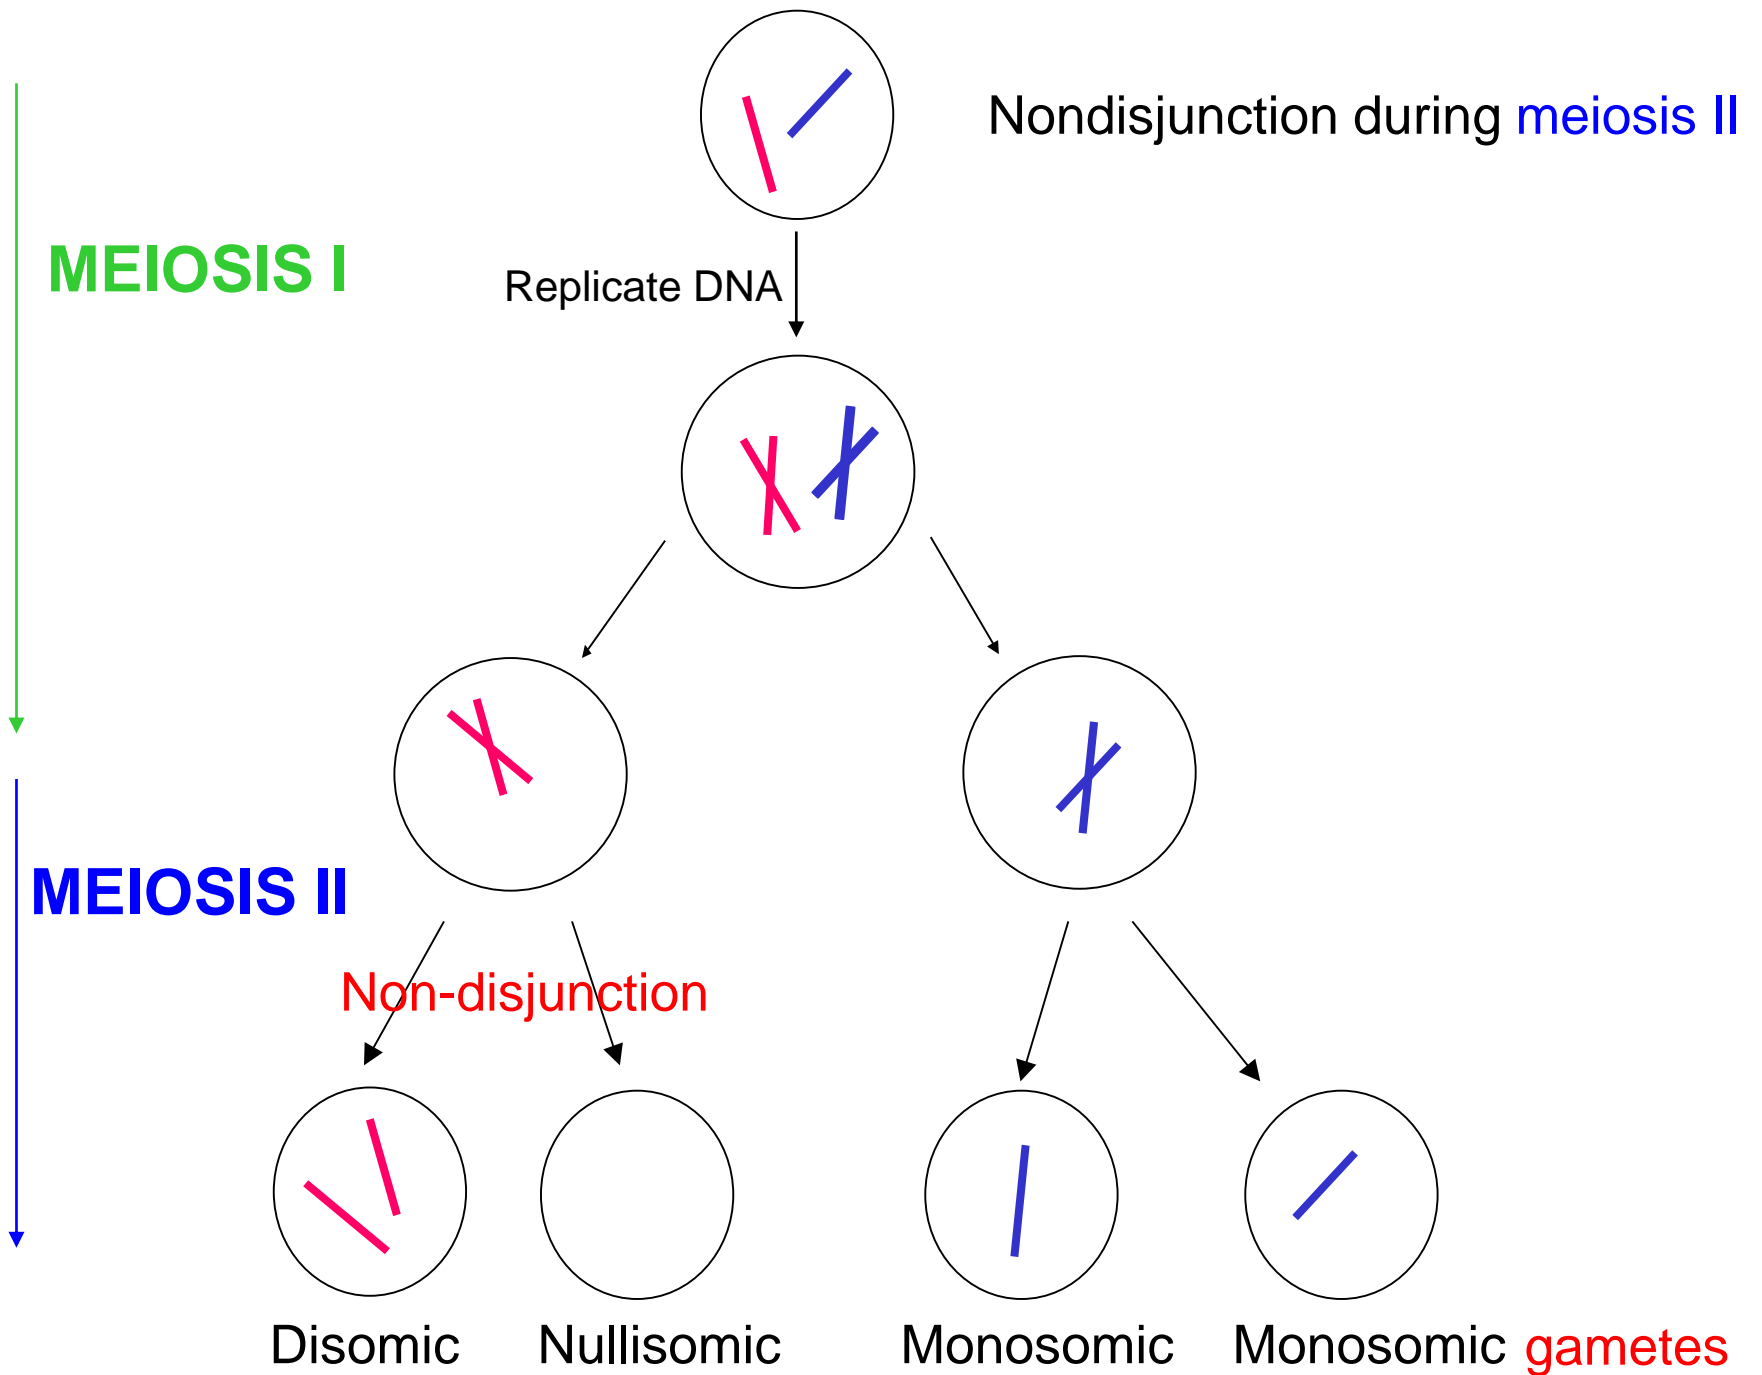 Nondisjunction during meiosis II
MEIOSIS I
Replicate DNA
MEIOSIS II
Non-disjunction
Disomic Nullisomic Monosomic Monosomic gametes